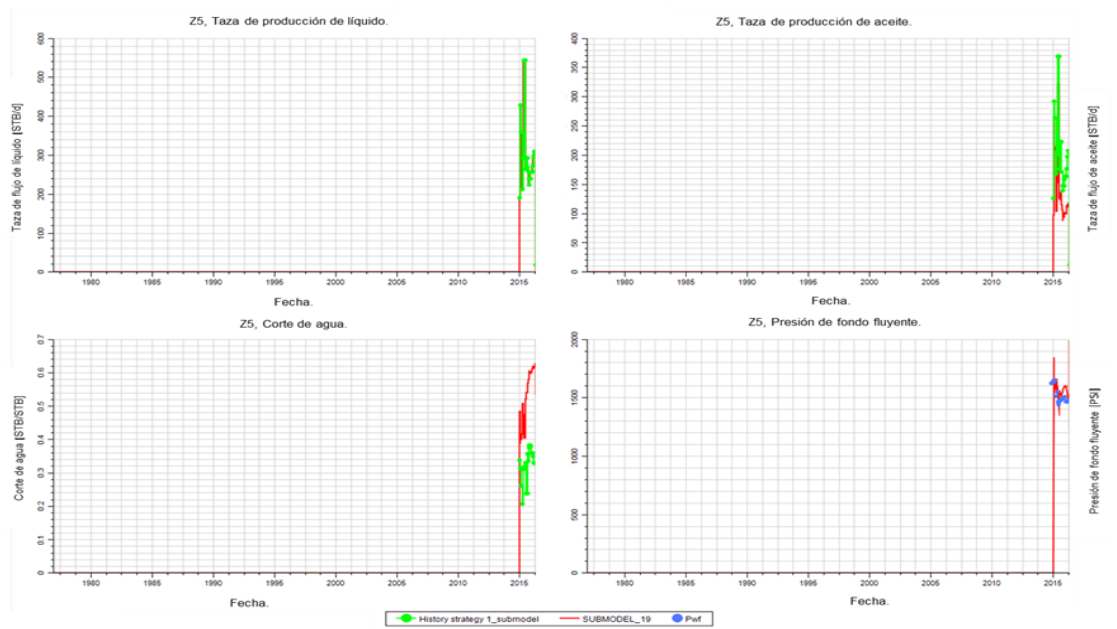 Z5, Taza de producción de líquido.
Taza de flujo de líquido [STB/d]
600
500
400
300
200
100
0
1980 1985 1990 1995 2000 2005 2010 2015
Fecha.
Z5, Taza de producción de aceite.
400
350
300
250
200
150
100
50
0
Taza de flujo de aceite [STB/d]
1980 1985 1990 1995 2000 2005 2010 2015
Fecha.
Z5, Corte de agua.
Corte de agua [STB/STB]
0.7
0.6
0.5
0.4
0.3
0.2
0.1
0
1980 1985 1990 1995 2000 2005 2010 2015
Fecha.
Z5, Presión de fondo fluyente.
2000
1500
1000
500
0
Presión de fondo fluyente [PSI]
1980 1985 1990 1995 2000 2005 2010 2015
Fecha.
History strategy 1_submodel SUBMODEL_19 Pwf